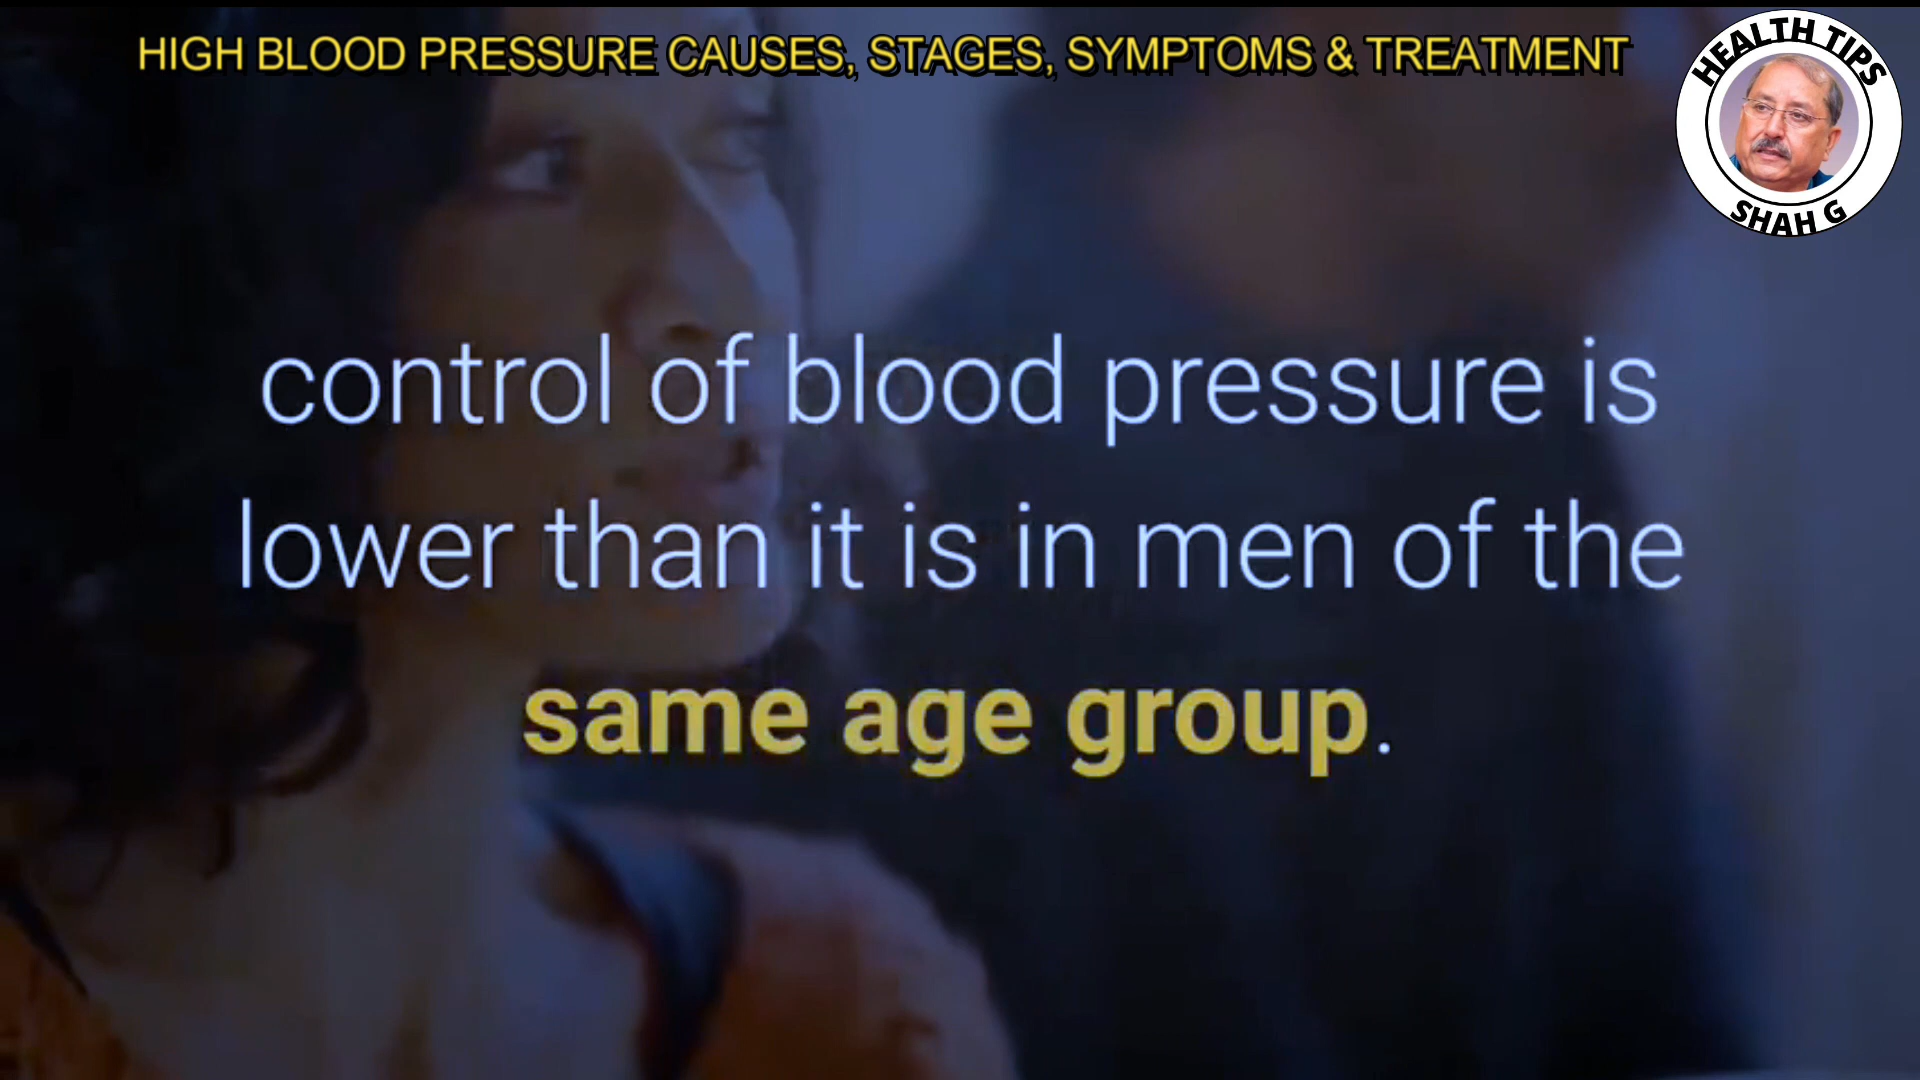 HIGH BLOOD PRESSURE CAUSES, STAGES, SYMPTOMS & TREATMENT
HEALTH TIPS
SHAH G
control of blood pressure is
lower than it is in men of the
same age group.